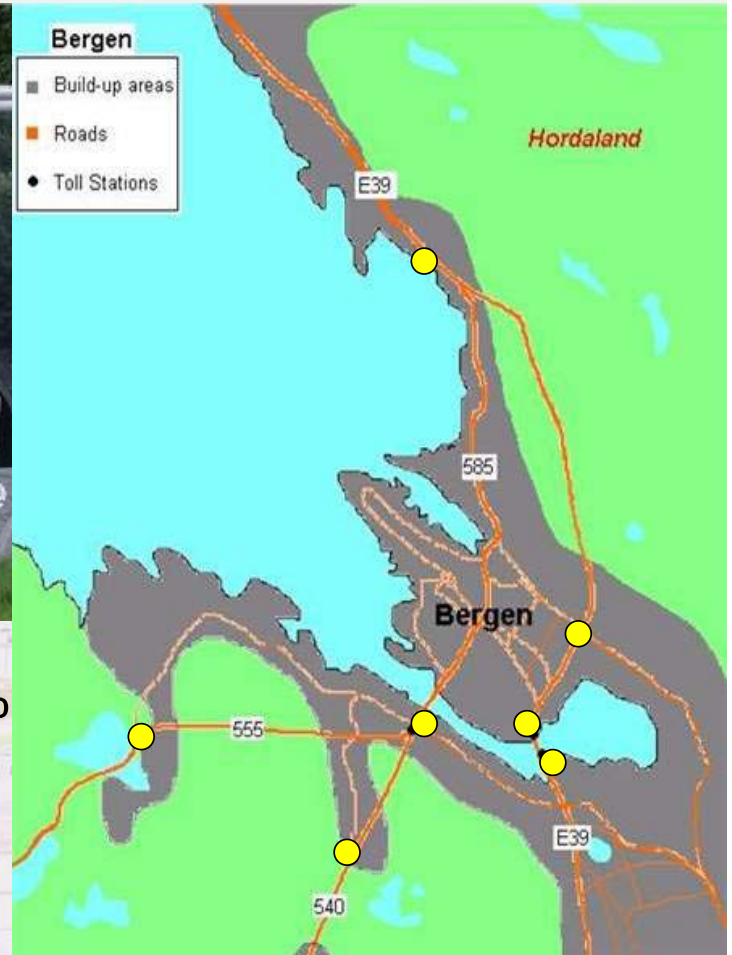 Bergen
Build-up areas
Roads
Toll Stations
Hordaland
E39
585
Bergen
555
E39
540